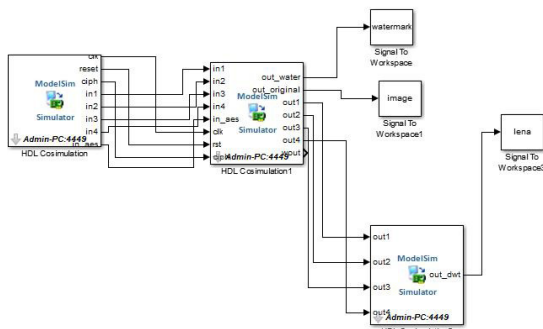 clk
reset
ciph
in1
in2
in3
in4
in_aes
ModelSim
Simulator
Admin-PC:4449
HDL Cosimulation
in1
in2
in3
in4
in_aes
clk
rst
ciph
out_water
out_original
out1
out2
out3
out4
wout
ModelSim
Simulator
Admin-PC:4449
HDL Cosimulation1
watermark
Signal To
Workspace
image
Signal To
Workspace1
lena
Signal To
Workspace3
out1
out2
out3
out4
ModelSim
Simulator
out_dwt
Admin-PC:4449